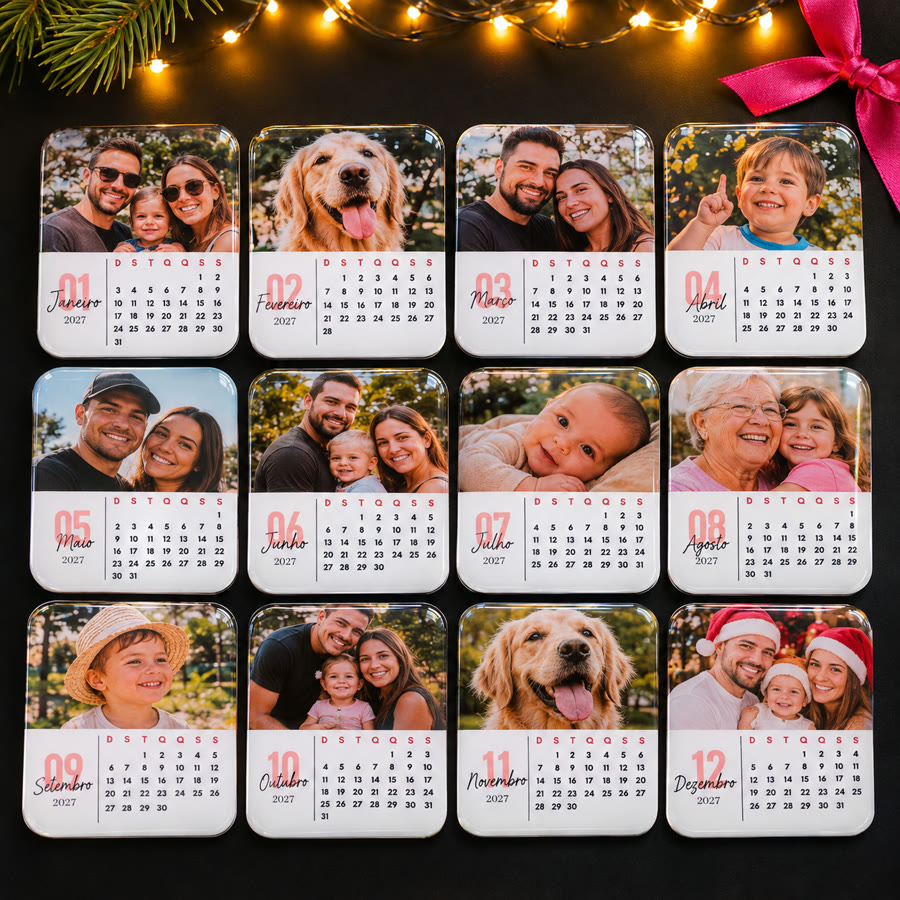 D S T Q Q S S
1 2
3 4 5 6 7 8 9
10 11 12 13 14 15 16
17 18 19 20 21 22 23
24 25 26 27 28 29 30
31
01
Janeiro
2027
D S T Q Q S S
1 2 3 4 5 6
7 8 9 10 11 12 13
14 15 16 17 18 19 20
21 22 23 24 25 26 27
28
02
Fevereiro
2027
D S T Q Q S S
1 2 3 4 5 6
7 8 9 10 11 12 13
14 15 16 17 18 19 20
21 22 23 24 25 26 27
28 29 30 31
03
Março
2027
D S T Q Q S S
1 2 3
4 5 6 7 8 9 10
11 12 13 14 15 16 17
18 19 20 21 22 23 24
25 26 27 28 29 30
04
Abril
2027
D S T Q Q S S
1
2 3 4 5 6 7 8
9 10 11 12 13 14 15
16 17 18 19 20 21 22
23 24 25 26 27 28 29
30 31
05
Maio
2027
D S T Q Q S S
1 2 3 4 5
6 7 8 9 10 11 12
13 14 15 16 17 18 19
20 21 22 23 24 25 26
27 28 29 30
06
Junho
2027
D S T Q Q S S
1 2 3
4 5 6 7 8 9 10
11 12 13 14 15 16 17
18 19 20 21 22 23 24
25 26 27 28 29 30 31
07
Julho
2027
D S T Q Q S S
1
2 3 4 5 6 7 8
9 10 11 12 13 14 15
16 17 18 19 20 21 22
23 24 25 26 27 28 29
30 31
08
Agosto
2027
D S T Q Q S S
1 2 3 4 5
6 7 8 9 10 11 12
13 14 15 16 17 18 19
20 21 22 23 24 25 26
27 28 29 30
09
Setembro
2027
D S T Q Q S S
1 2 3
4 5 6 7 8 9 10
11 12 13 14 15 16 17
18 19 20 21 22 23 24
25 26 27 28 29 30
31
10
Outubro
2027
D S T Q Q S S
1 2 3 4 5 6
7 8 9 10 11 12 13
14 15 16 17 18 19 20
21 22 23 24 25 26 27
28 29 30
11
Novembro
2027
D S T Q Q S S
1 2 3 4
5 6 7 8 9 10 11
12 13 14 15 16 17 18
19 20 21 22 23 24 25
26 27 28 29 30 31
12
Dezembro
2027